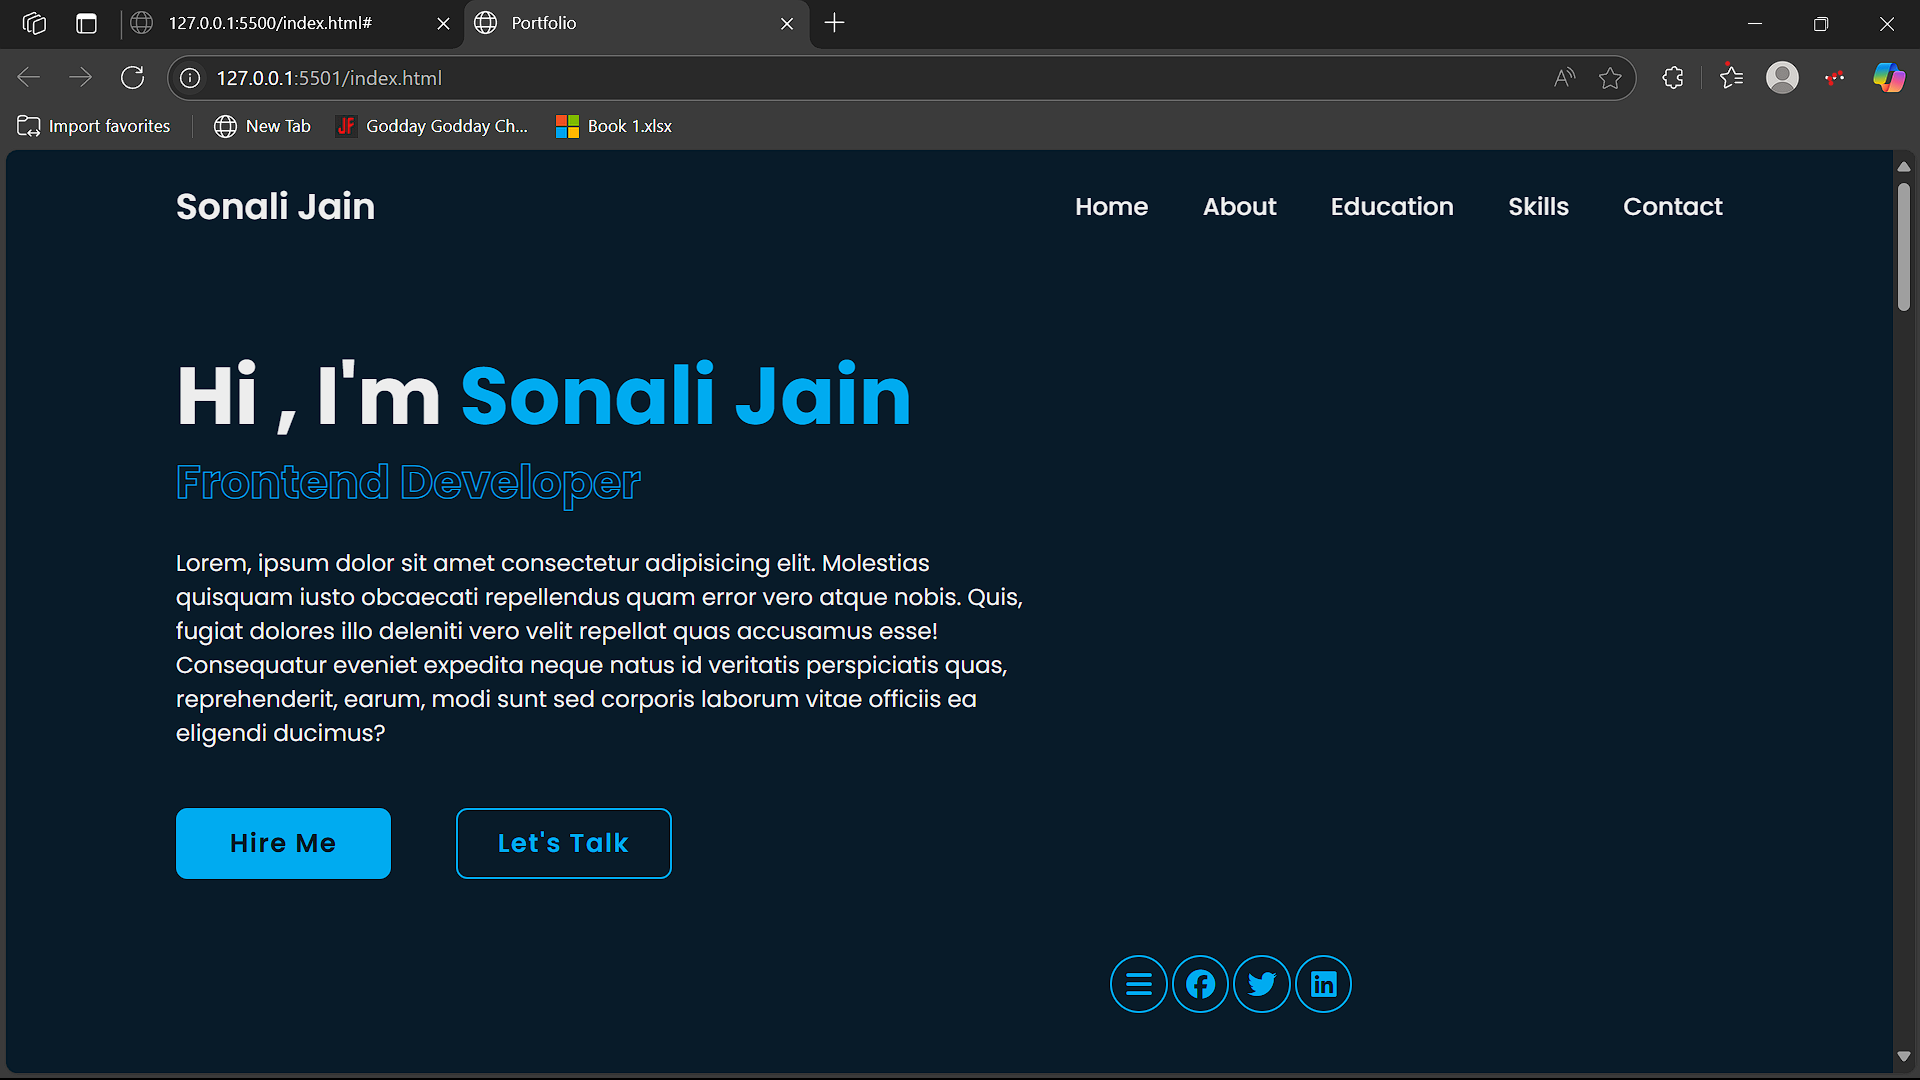 127.0.0.1:5500/index.html#
Portfolio
127.0.0.1:5501/index.html
Import favorites
New Tab
JF Godday Godday Ch...
Book 1.xlsx
Sonali Jain
Home About Education Skills Contact
Hi , I'm Sonali Jain
Frontend Developer
Lorem, ipsum dolor sit amet consectetur adipisicing elit. Molestias
quisquam iusto obcaecati repellendus quam error vero atque nobis. Quis,
fugiat dolores illo deleniti vero velit repellat quas accusamus esse!
Consequatur eveniet expedita neque natus id veritatis perspiciatis quas,
reprehenderit, earum, modi sunt sed corporis laborum vitae officiis ea
eligendi ducimus?
Hire Me
Let's Talk